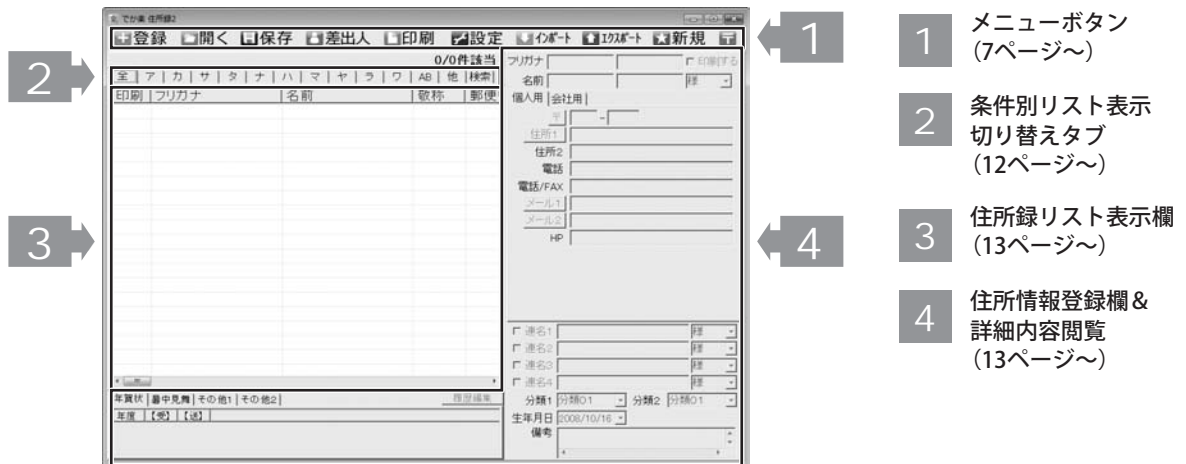 でか楽 住所録2
登録 開く 保存 差出人 印刷 設定 インポート エクスポート 新規
0/0件該当
全 ア カ サ タ ナ ハ マ ヤ ラ ワ AB 他 検索
印刷 フリガナ 名前 敬称 郵便
フリガナ 印刷する
名前 様
個人用 会社用
〒 -
住所1
住所2
電話
電話/FAX
メール1
メール2
HP
連名1 様
連名2 様
連名3 様
連名4 様
分類1 分類01 分類2 分類01
生年月日 2008/10/16
備考
年賀状 暑中見舞 その他1 その他2 履歴編集
年度 【受】 【送】
1
2
3
4
1 メニューボタン
(7ページ~)
2 条件別リスト表示
切り替えタブ
(12ページ~)
3 住所録リスト表示欄
(13ページ~)
4 住所情報登録欄&
詳細内容閲覧
(13ページ~)